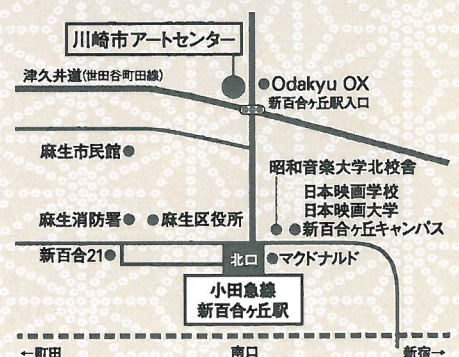 川崎市アートセンター
津久井道(世田谷町田線)
●Odakyu OX
新百合ヶ丘駅入口
麻生市民館●
昭和音楽大学北校舎
日本映画学校
日本映画大学
●●新百合ヶ丘キャンパス
麻生消防署● ●麻生区役所
新百合21●
北口
●マクドナルド
小田急線
新百合ヶ丘駅
←町田
南口
新宿→